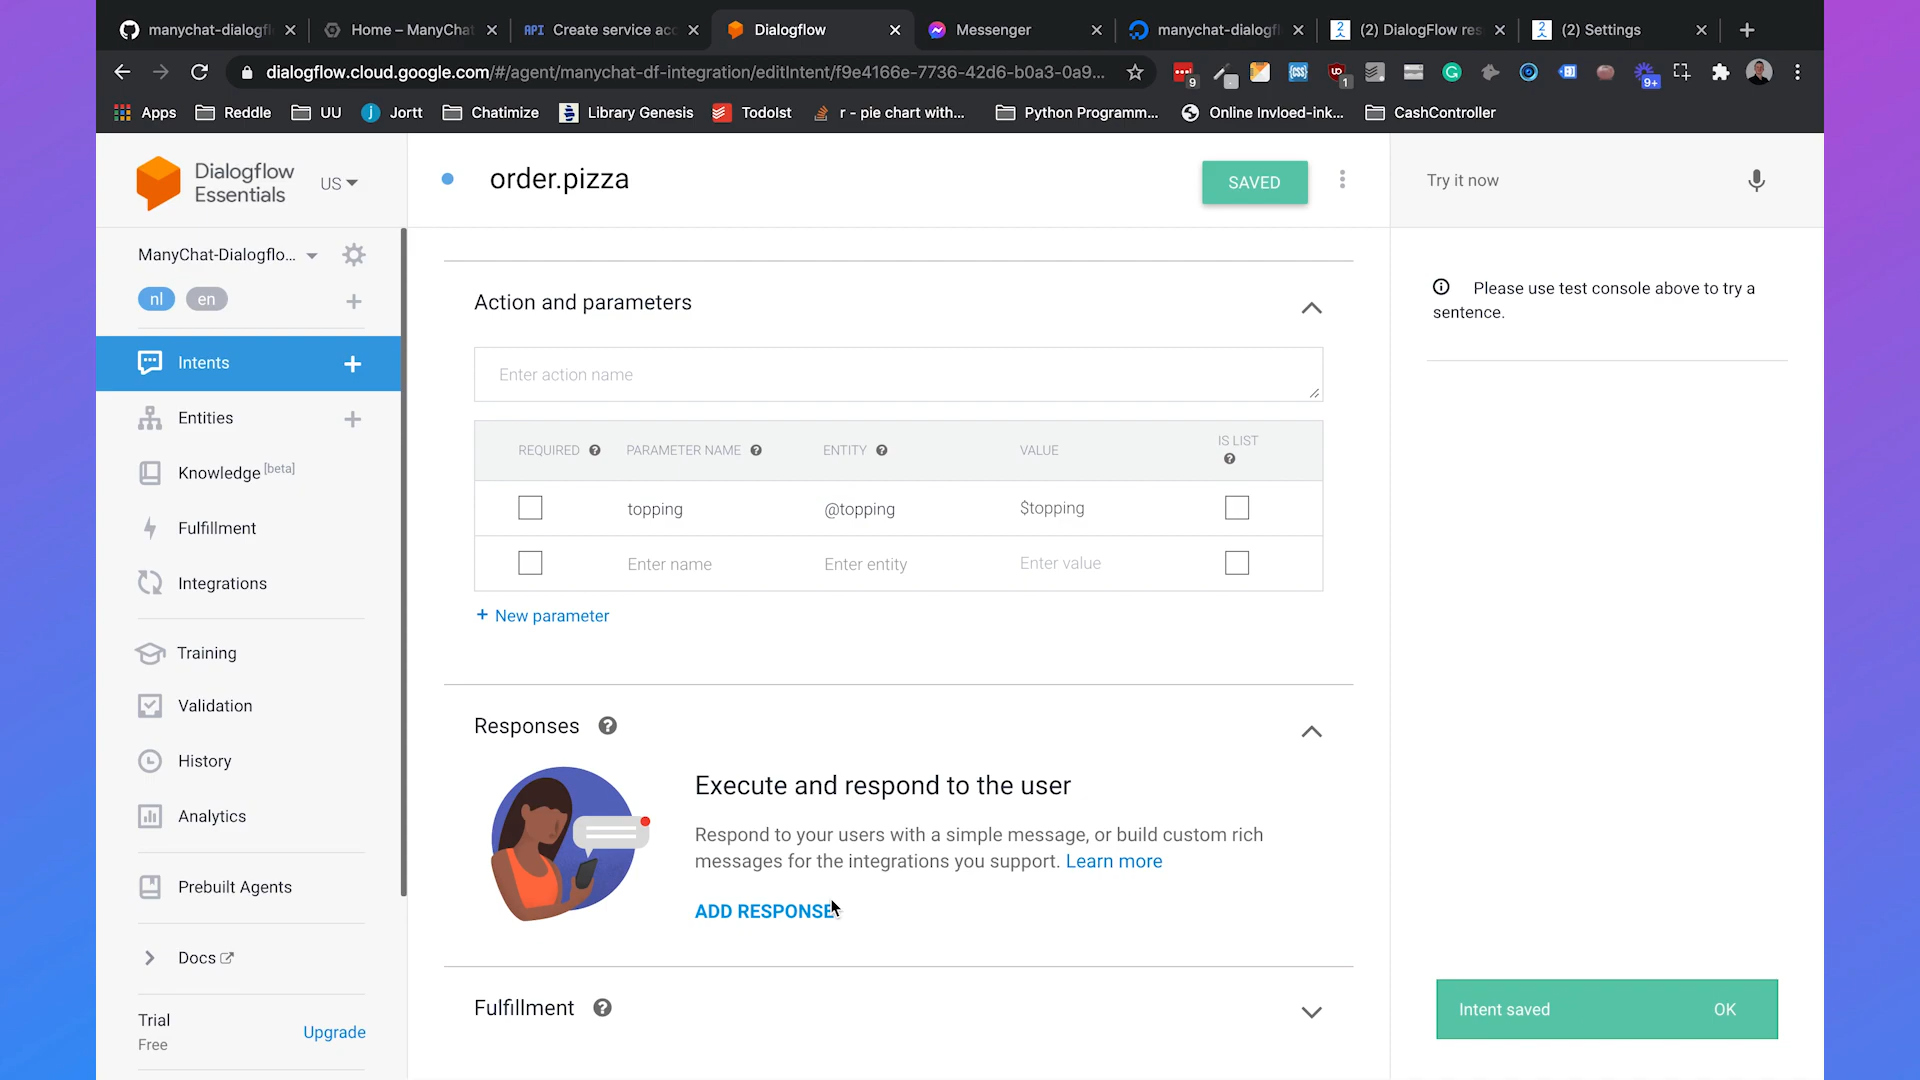 manychat-dialogfl
Home – ManyChat
API Create service acc
Dialogflow
Messenger
manychat-dialogfl
(2) DialogFlow res
(2) Settings
dialogflow.cloud.google.com/#/agent/manychat-df-integration/editIntent/f9e4166e-7736-42d6-b0a3-0a9...
9
1
9+
Apps
Reddle
UU
Jortt
Chatimize
Library Genesis
TodoIst
r - pie chart with...
Python Programm...
Online Invloed-ink...
CashController
Dialogflow
Essentials
US
order.pizza
SAVED
Try it now
ManyChat-Dialogflo...
nl
en
Please use test console above to try a
sentence.
Intents
Entities
Knowledge [beta]
Fulfillment
Integrations
Training
Validation
History
Analytics
Prebuilt Agents
Docs
Trial
Free
Upgrade
Action and parameters
Enter action name
REQUIRED
PARAMETER NAME
ENTITY
VALUE
IS LIST
topping
@topping
$topping
Enter name
Enter entity
Enter value
+ New parameter
Responses
Execute and respond to the user
Respond to your users with a simple message, or build custom rich
messages for the integrations you support. Learn more
ADD RESPONSE
Fulfillment
Intent saved
OK